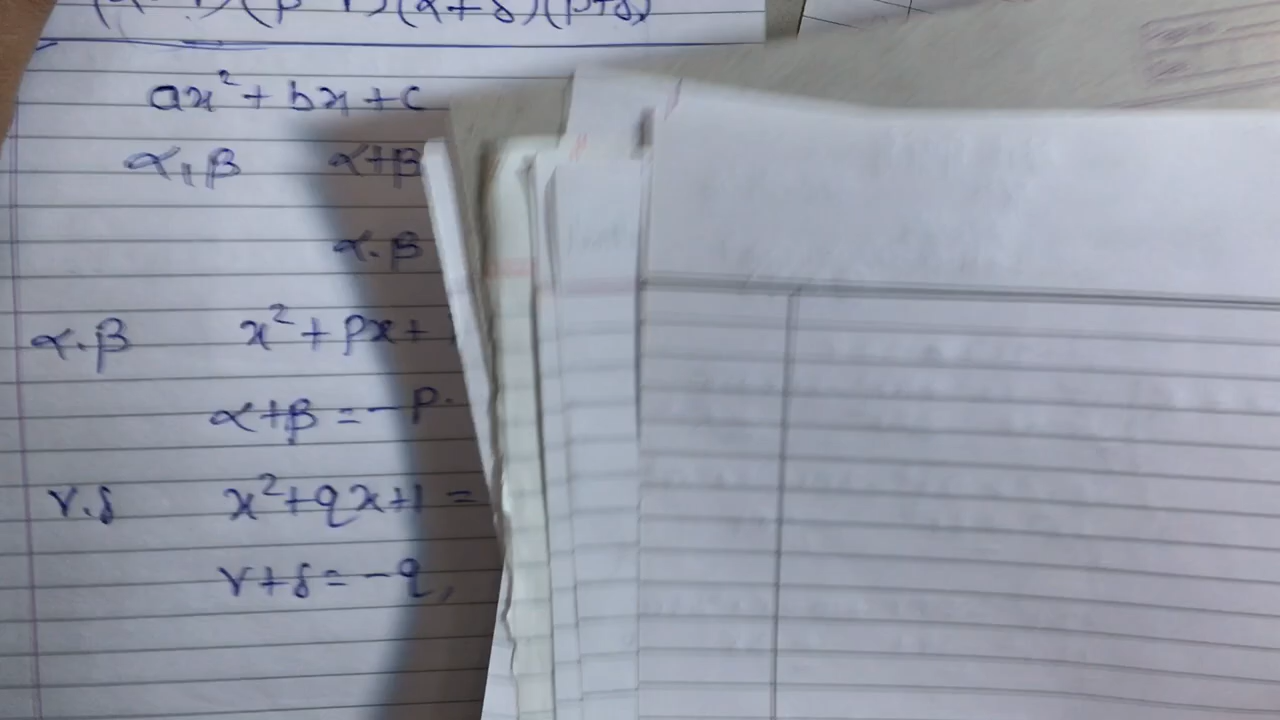 (α+δ)(β+δ)
ax² + bx + c
α, β α+β
α.β
α.β x² + px +
α+β = -p.
γ.δ x²+qx+1 =
γ+δ = -q,